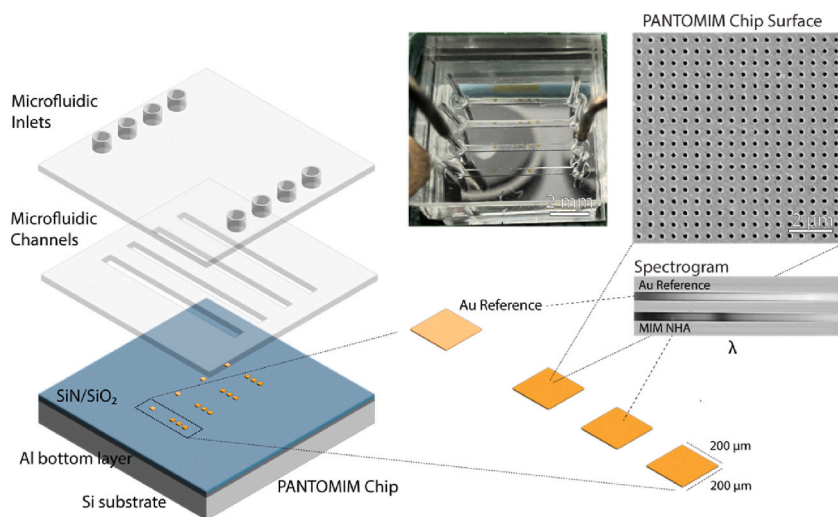 PANTOMIM Chip Surface
Microfluidic
Inlets
2 mm
2 µm
Microfluidic
Channels
Spectrogram
Au Reference
Au Reference
MIM NHA
λ
SiN/SiO₂
200 µm
Al bottom layer
200 µm
PANTOMIM Chip
Si substrate